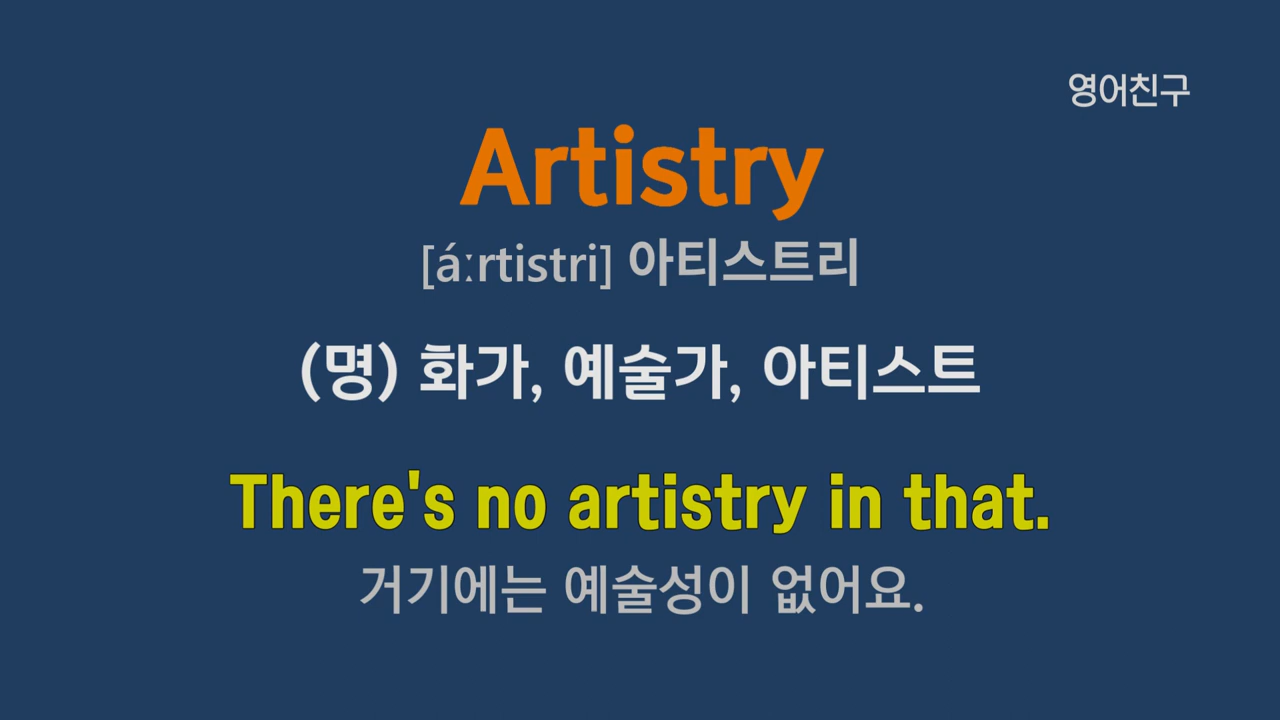 영어친구
Artistry
[á:rtistri] 아티스트리
(명) 화가, 예술가, 아티스트
There's no artistry in that.
거기에는 예술성이 없어요.